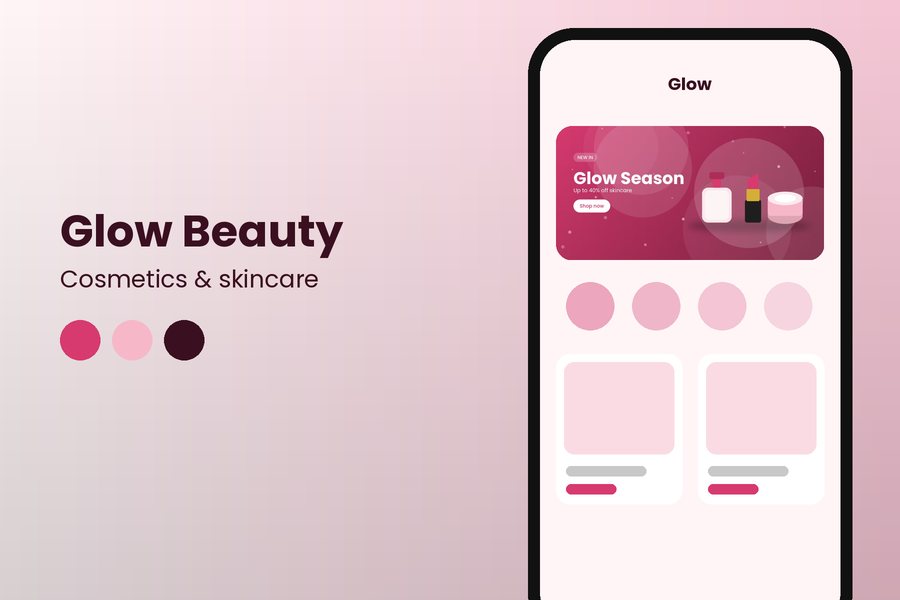 Glow Beauty
Cosmetics & skincare
Glow
NEW IN
Glow Season
Up to 40% off skincare
Shop now